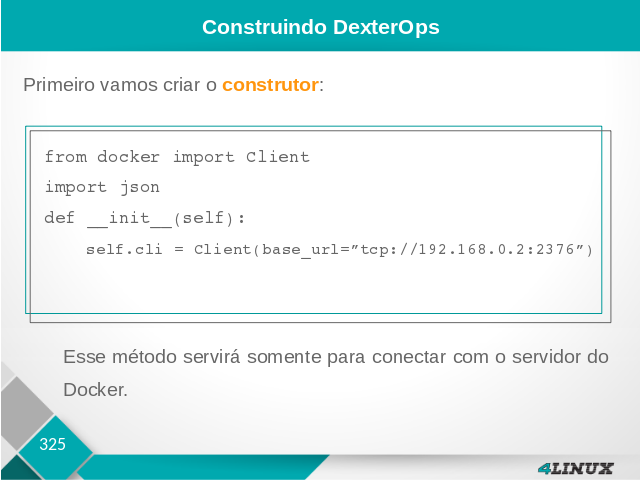 Construindo DexterOps
Primeiro vamos criar o construtor:
from docker import Client
import json
def __init__(self):
self.cli = Client(base_url=”tcp://192.168.0.2:2376”)
Esse método servirá somente para conectar com o servidor do
Docker.
325
4LINUX